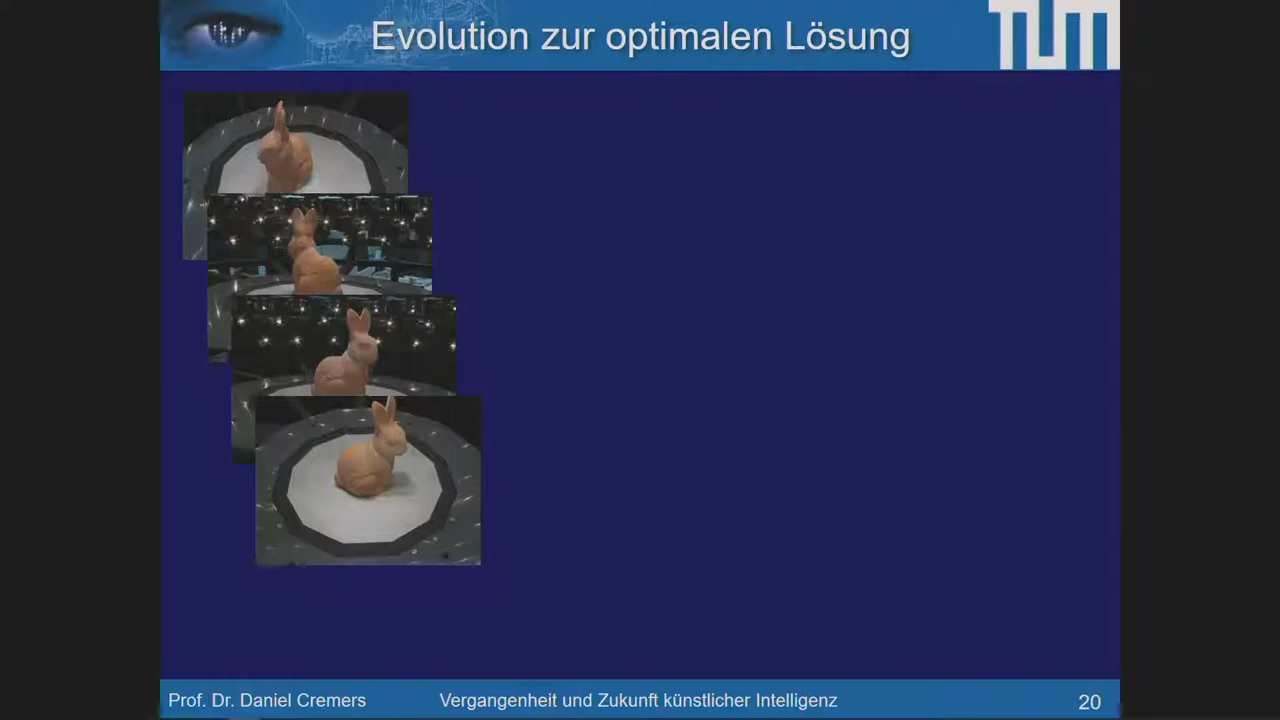 Evolution zur optimalen Lösung
TUM
Prof. Dr. Daniel Cremers
Vergangenheit und Zukunft künstlicher Intelligenz
20